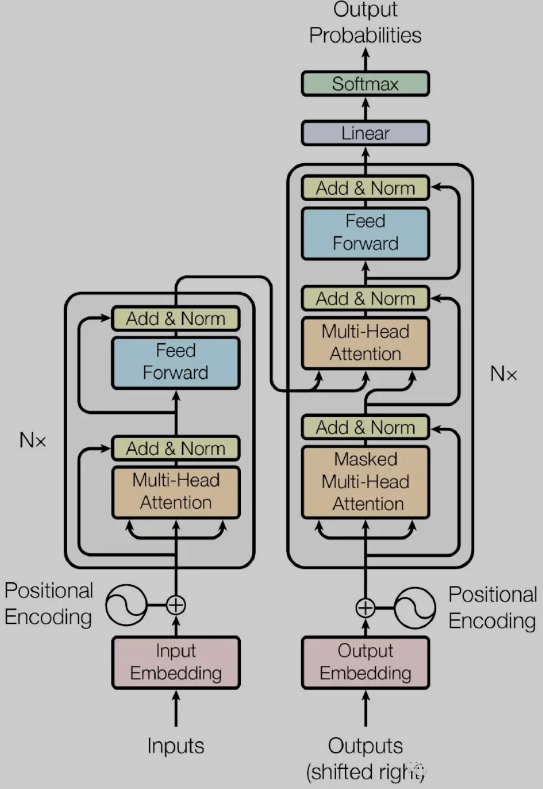 Output
Probabilities
Softmax
Linear
Add & Norm
Feed
Forward
Add & Norm
Multi-Head
Attention
Add & Norm
Masked
Multi-Head
Attention
Nx
Add & Norm
Feed
Forward
Add & Norm
Multi-Head
Attention
Nx
Positional
Encoding
Positional
Encoding
Input
Embedding
Output
Embedding
Inputs
Outputs
(shifted right)